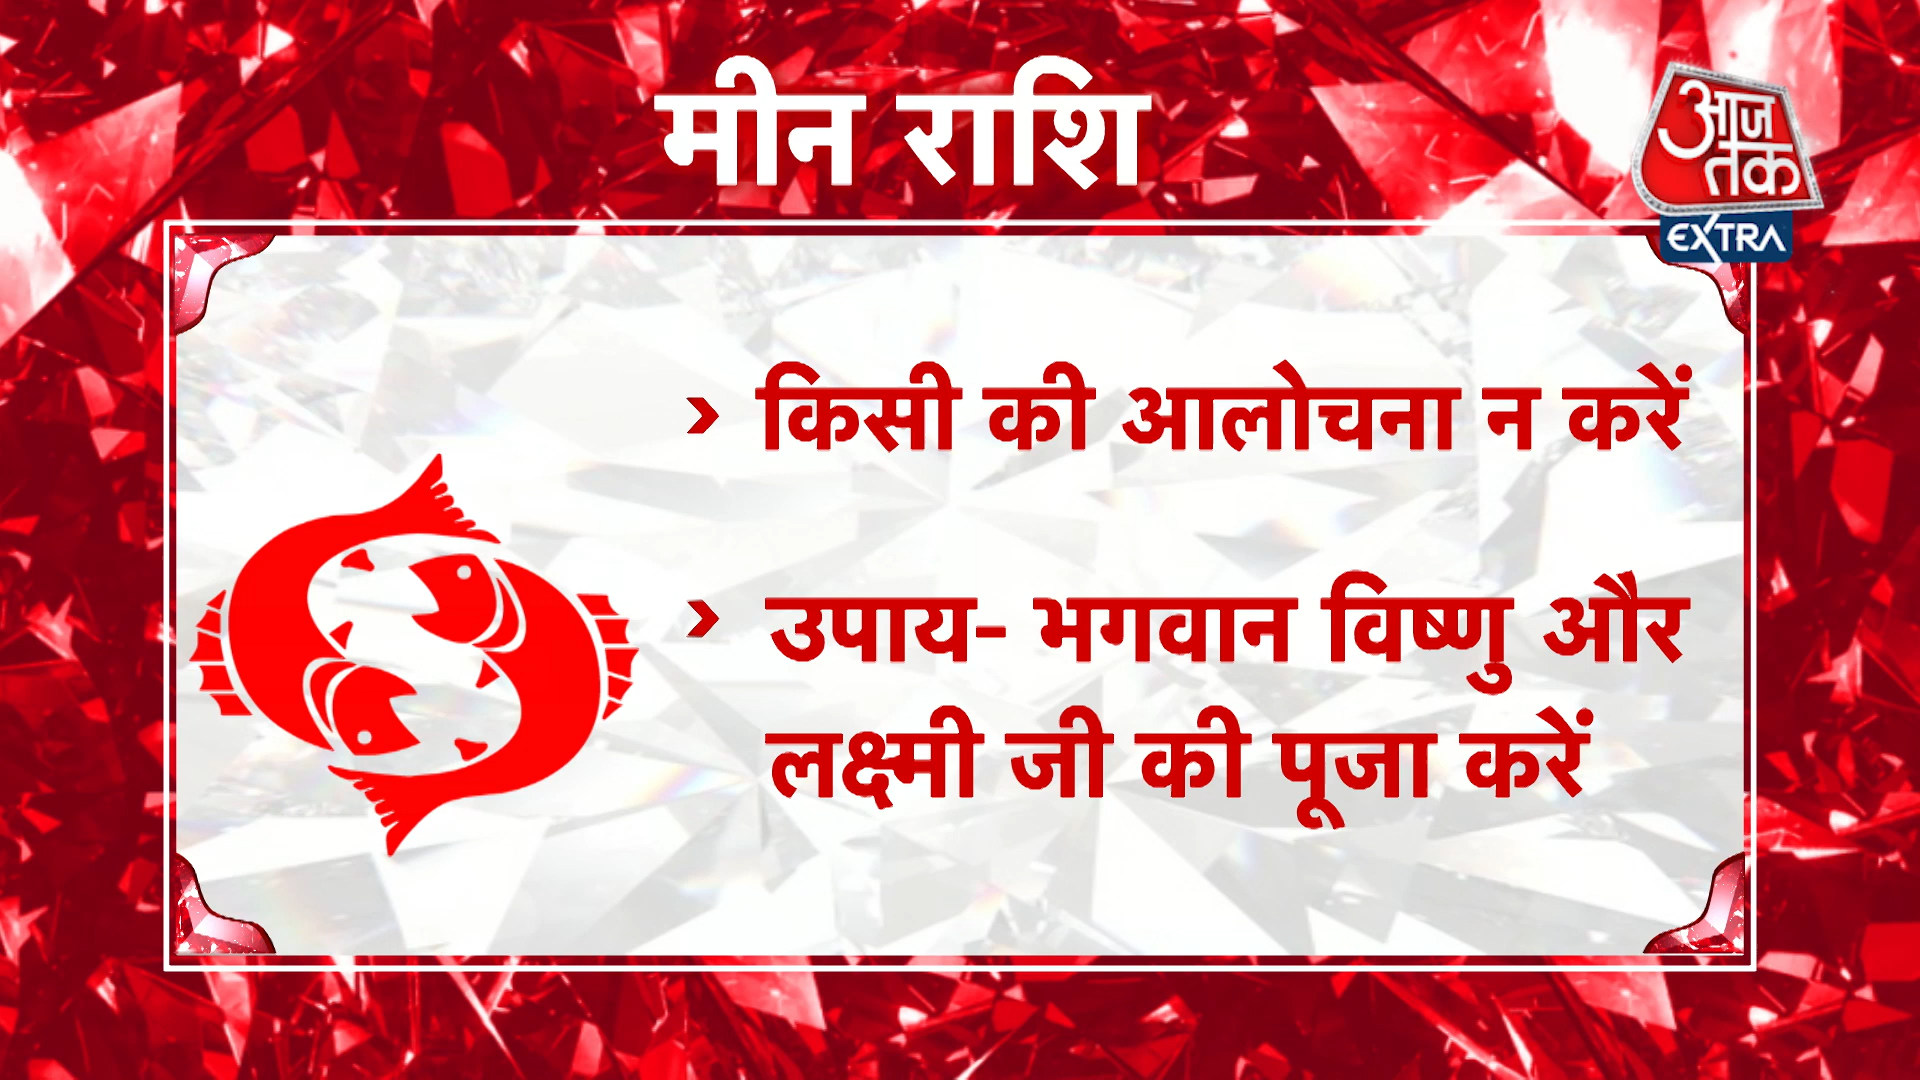 मीन राशि
आज
तक
EXTRA
> किसी की आलोचना न करें
> उपाय- भगवान विष्णु और
लक्ष्मी जी की पूजा करें